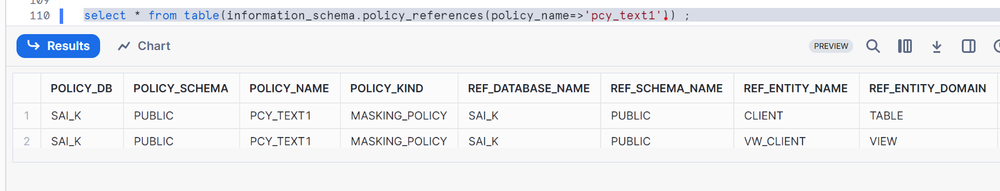 109
110 select * from table(information_schema.policy_references(policy_name=>'pcy_text1')) ;
Results Chart PREVIEW
POLICY_DB POLICY_SCHEMA POLICY_NAME POLICY_KIND REF_DATABASE_NAME REF_SCHEMA_NAME REF_ENTITY_NAME REF_ENTITY_DOMAIN
1 SAI_K PUBLIC PCY_TEXT1 MASKING_POLICY SAI_K PUBLIC CLIENT TABLE
2 SAI_K PUBLIC PCY_TEXT1 MASKING_POLICY SAI_K PUBLIC VW_CLIENT VIEW